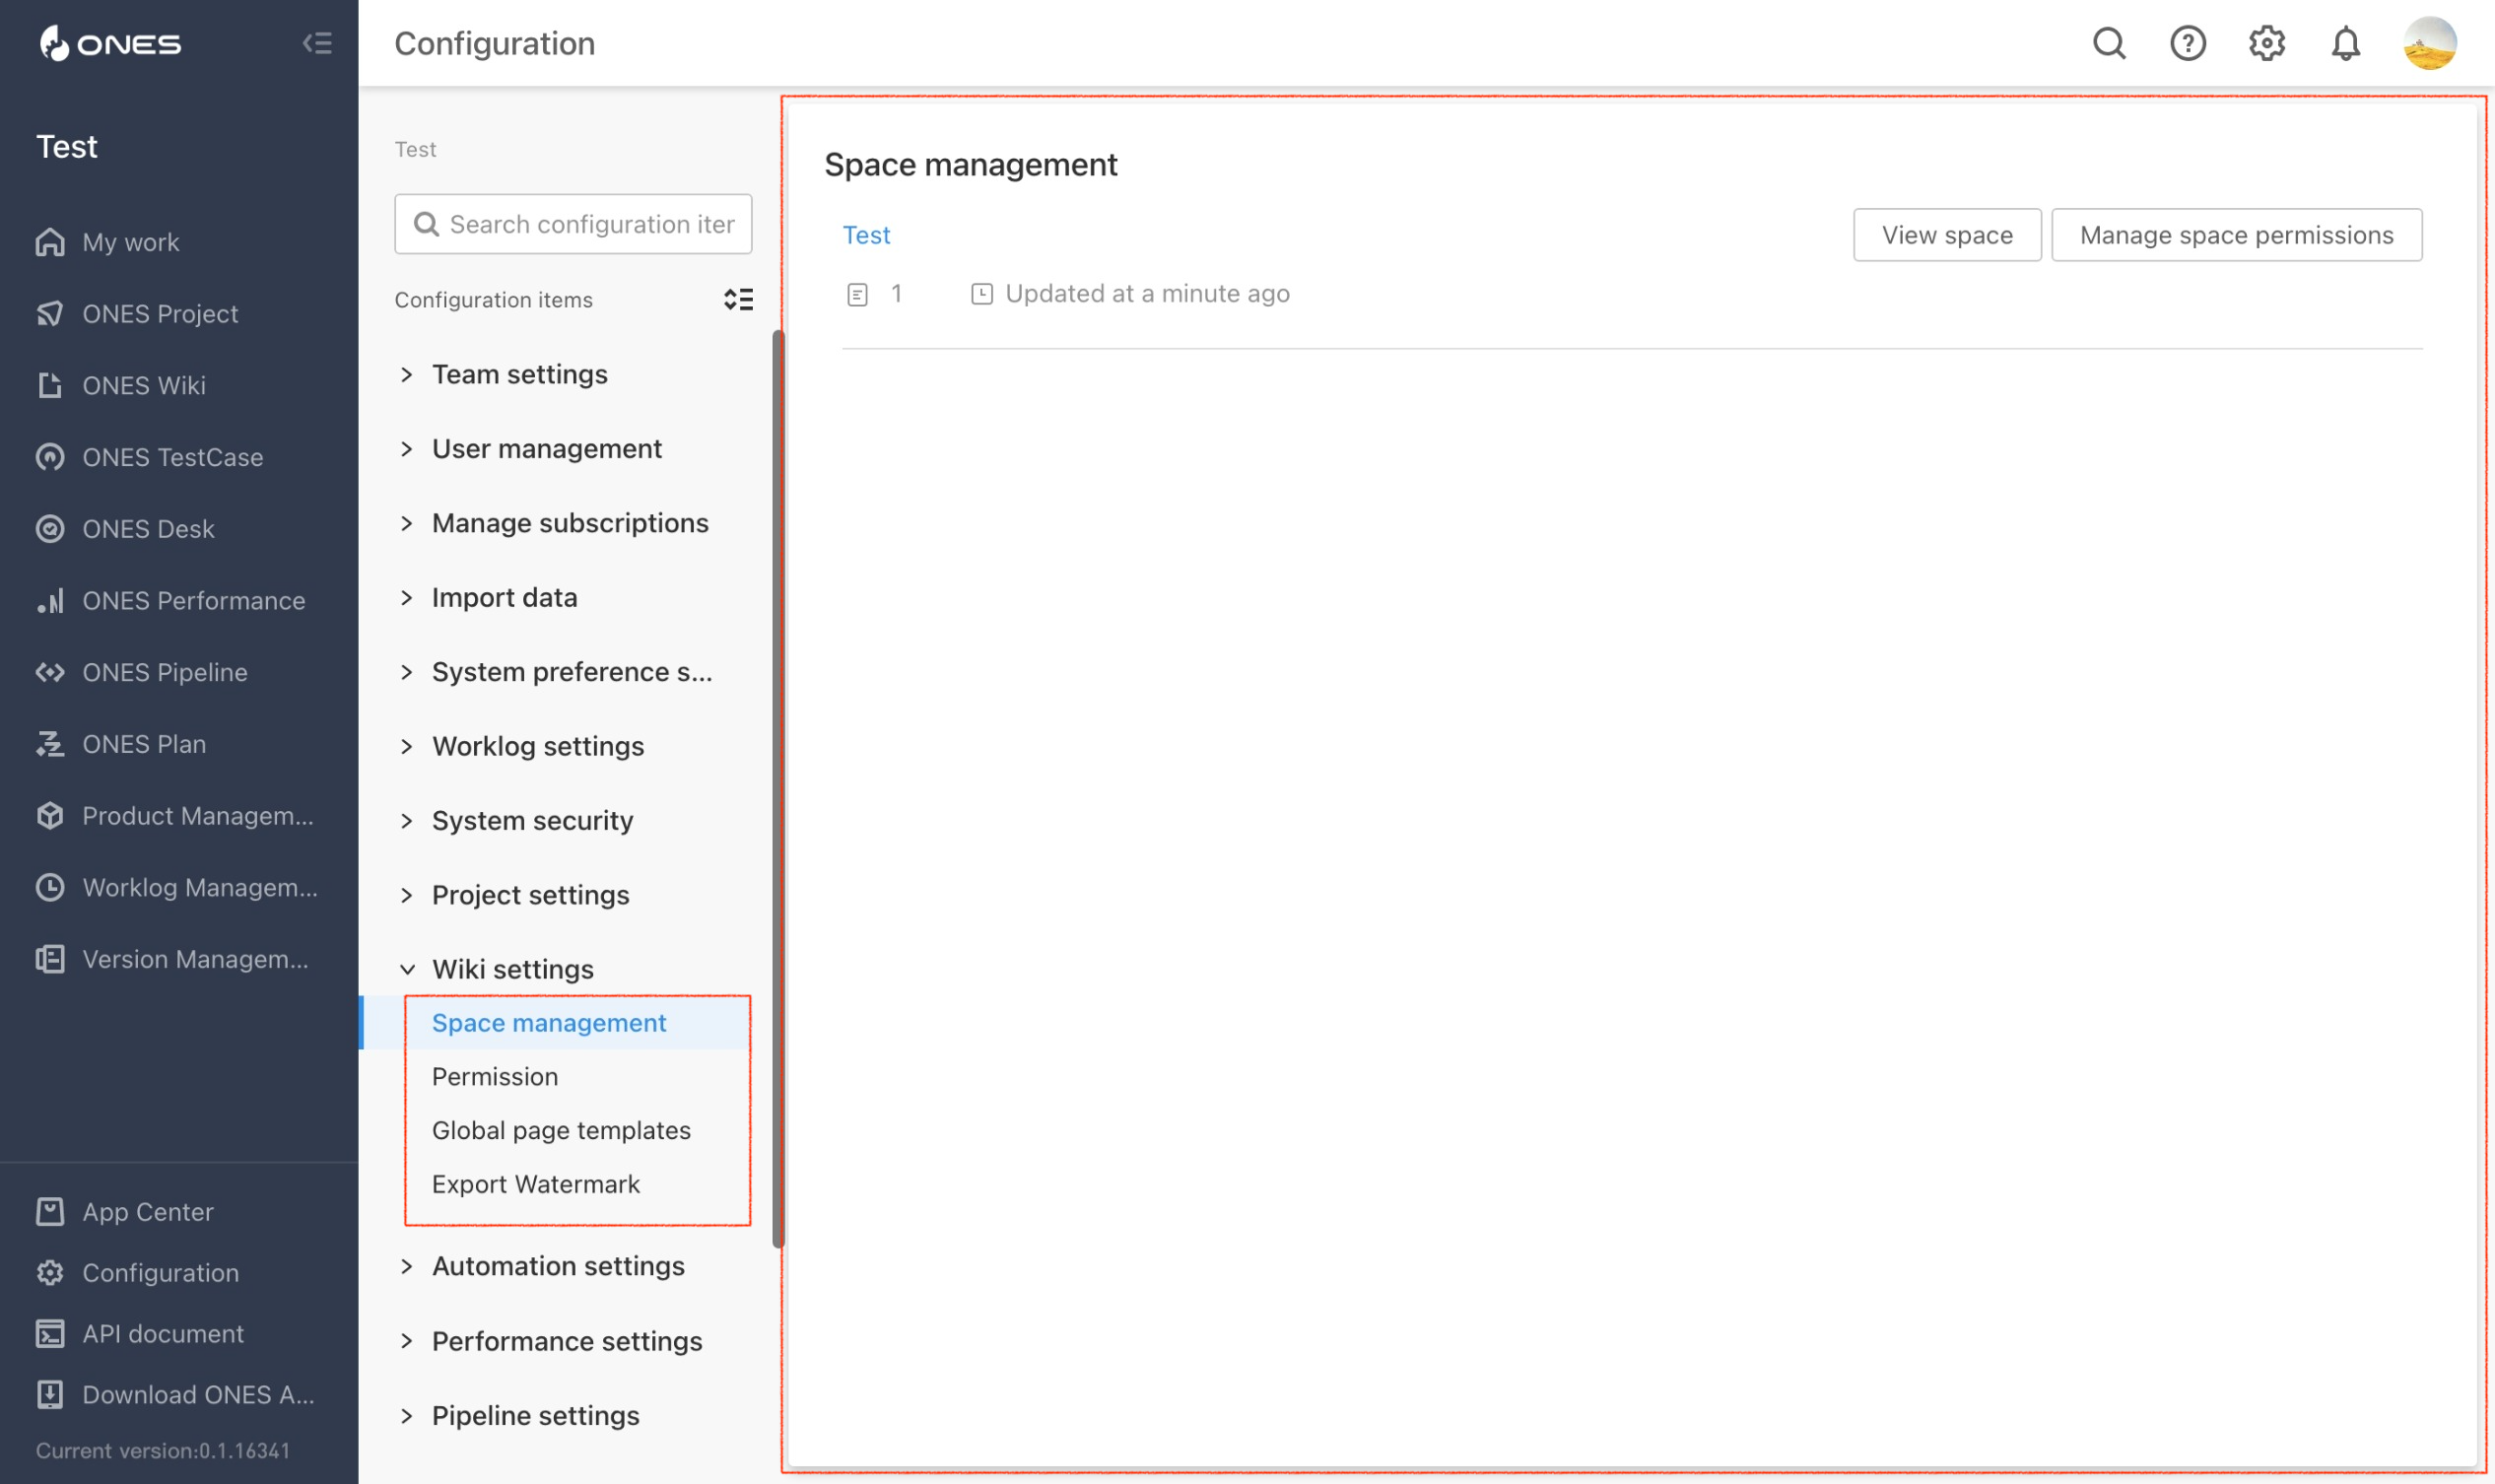 ONES
Configuration
Test
My work
ONES Project
ONES Wiki
ONES TestCase
ONES Desk
ONES Performance
ONES Pipeline
ONES Plan
Product Managem...
Worklog Managem...
Version Managem...
App Center
Configuration
API document
Download ONES A...
Current version:0.1.16341
Test
Search configuration iter
Configuration items
Team settings
User management
Manage subscriptions
Import data
System preference s...
Worklog settings
System security
Project settings
Wiki settings
Space management
Permission
Global page templates
Export Watermark
Automation settings
Performance settings
Pipeline settings
Space management
Test
View space
Manage space permissions
1
Updated at a minute ago